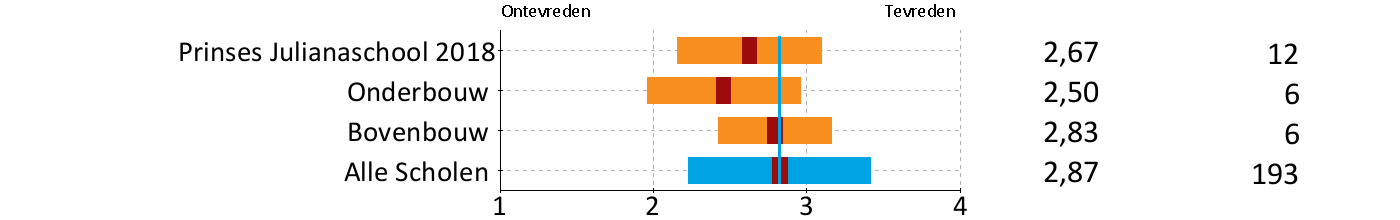 Ontevreden Tevreden
Prinses Julianaschool 2018 2,67 12
Onderbouw 2,50 6
Bovenbouw 2,83 6
Alle Scholen 2,87 193
1 2 3 4